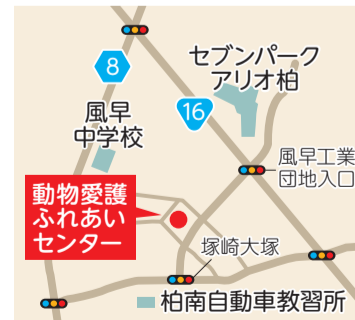 8
セブンパーク
アリオ柏
16
風早
中学校
風早工業
団地入口
動物愛護
ふれあい
センター
塚崎大塚
柏南自動車教習所